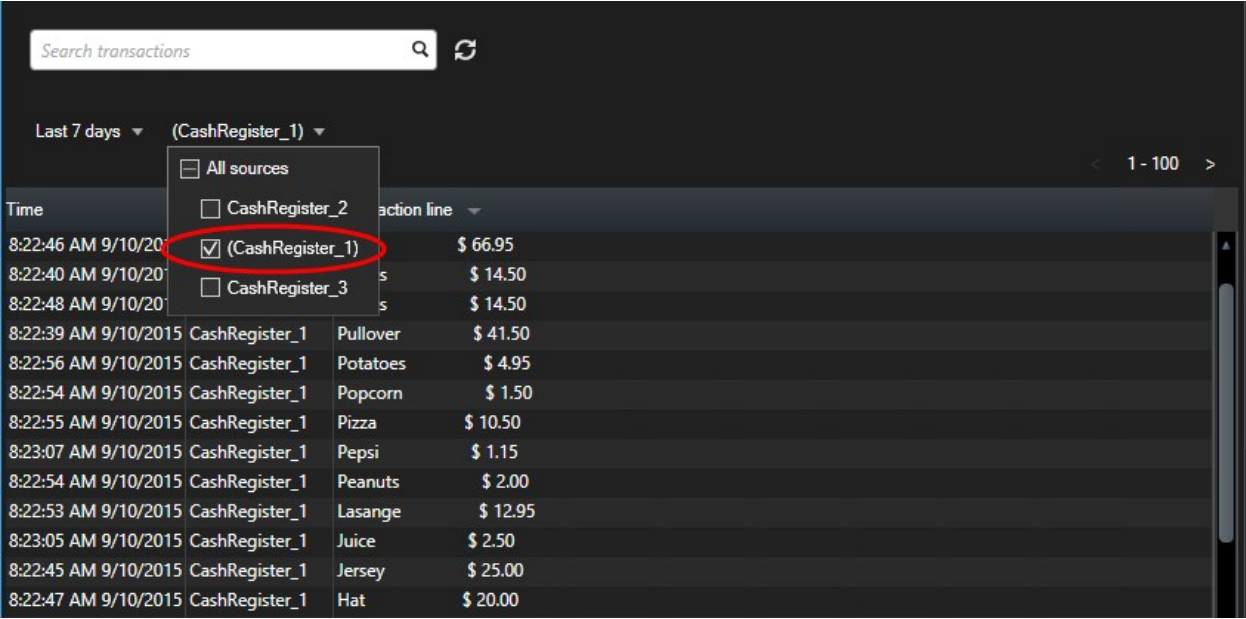 Search transactions
Last 7 days (CashRegister_1)
All sources
1 - 100 >
CashRegister_2
Time action line
(CashRegister_1)
8:22:46 AM 9/10/20 $ 66.95
8:22:40 AM 9/10/20 s $ 14.50
CashRegister_3
8:22:48 AM 9/10/20 s $ 14.50
8:22:39 AM 9/10/2015 CashRegister_1 Pullover $ 41.50
8:22:56 AM 9/10/2015 CashRegister_1 Potatoes $ 4.95
8:22:54 AM 9/10/2015 CashRegister_1 Popcorn $ 1.50
8:22:55 AM 9/10/2015 CashRegister_1 Pizza $ 10.50
8:23:07 AM 9/10/2015 CashRegister_1 Pepsi $ 1.15
8:22:54 AM 9/10/2015 CashRegister_1 Peanuts $ 2.00
8:22:53 AM 9/10/2015 CashRegister_1 Lasange $ 12.95
8:23:05 AM 9/10/2015 CashRegister_1 Juice $ 2.50
8:22:45 AM 9/10/2015 CashRegister_1 Jersey $ 25.00
8:22:47 AM 9/10/2015 CashRegister_1 Hat $ 20.00